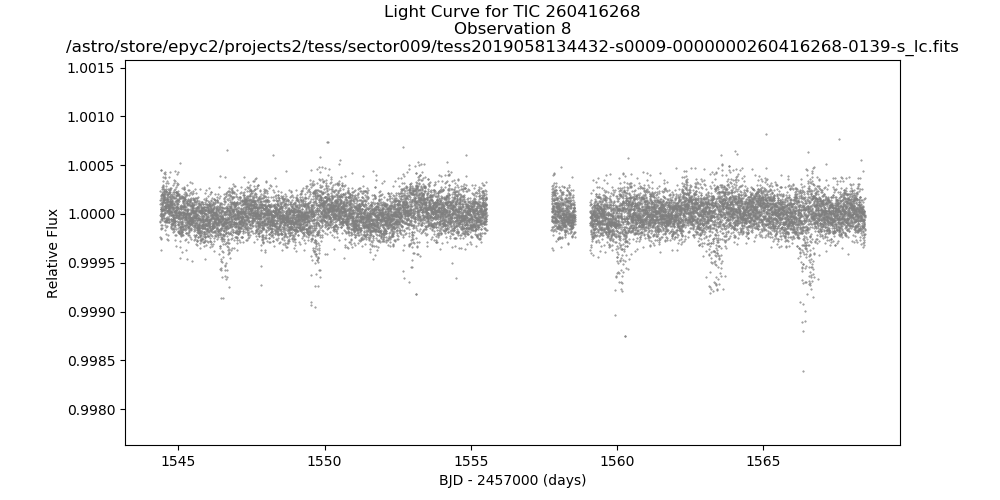 Light Curve for TIC 260416268
Observation 8
/astro/store/epyc2/projects2/tess/sector009/tess2019058134432-s0009-0000000260416268-0139-s_lc.fits
1.0015
1.0010
1.0005
1.0000
0.9995
0.9990
0.9985
0.9980
Relative Flux
1545
1550
1555
1560
1565
BJD - 2457000 (days)